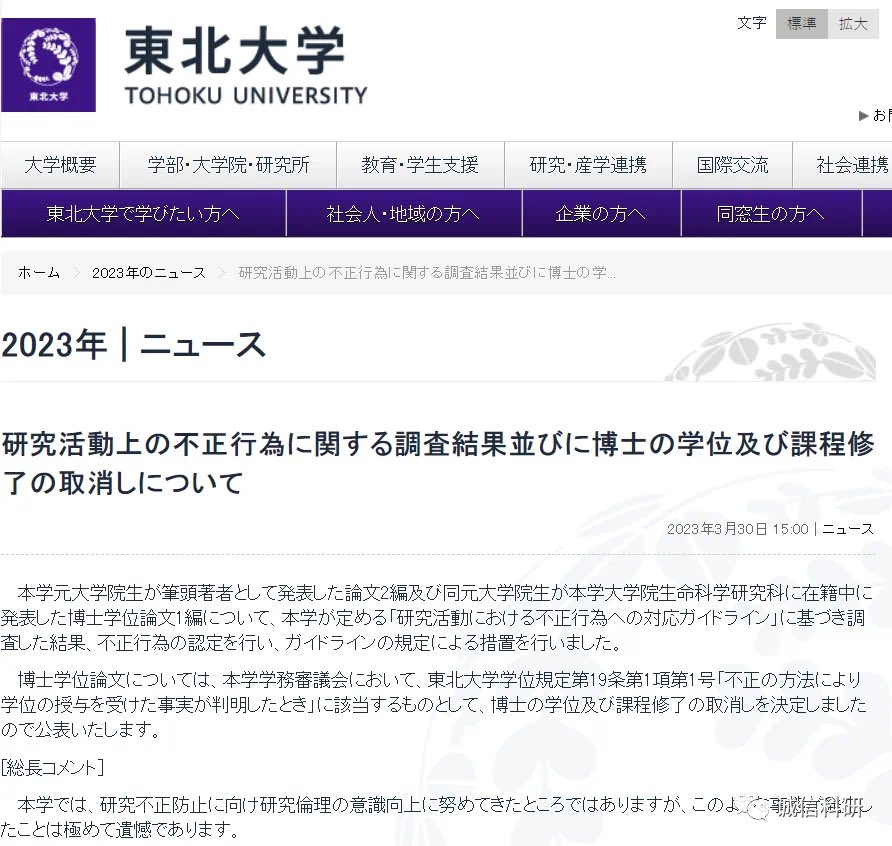 文字 標準 拡大
東北大学
東北大学
TOHOKU UNIVERSITY
大学概要 学部・大学院・研究所 教育・学生支援 研究・産学連携 国際交流 社会連携
東北大学で学びたい方へ 社会人・地域の方へ 企業の方へ 同窓生の方へ
ホーム 2023年のニュース 研究活動上の不正行為に関する調査結果並びに博士の学...
2023年 | ニュース
研究活動上の不正行為に関する調査結果並びに博士の学位及び課程修
了の取消しについて
2023年3月30日 15:00 | ニュース
本学元大学院生が筆頭著者として発表した論文2編及び同元大学院生が本学大学院生命科学研究科に在籍中に
発表した博士学位論文1編について、本学が定める「研究活動における不正行為への対応ガイドライン」に基づき調
査した結果、不正行為の認定を行い、ガイドラインの規定による措置を行いました。
博士学位論文については、本学学務審議会において、東北大学学位規定第19条第1項第1号「不正の方法により
学位の授与を受けた事実が判明したとき」に該当するものとして、博士の学位及び課程修了の取消しを決定しました
ので公表いたします。
[総長コメント]
本学では、研究不正防止に向け研究倫理の意識向上に努めてきたところではありますが、このよ
誠信科研
たことは極めて遺憾であります。